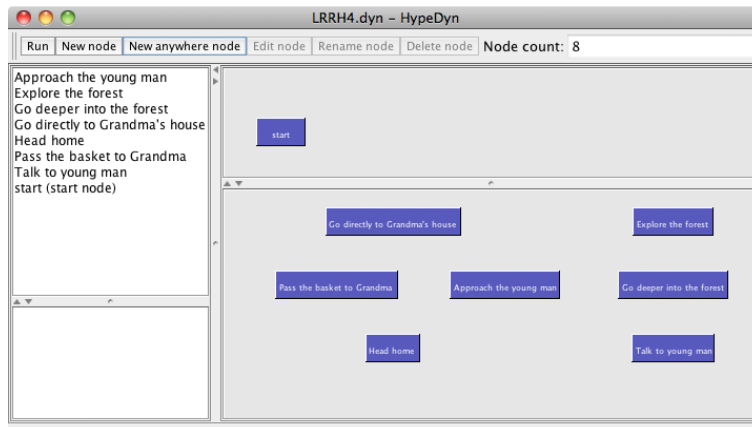 LRRH4.dyn – HypeDyn
Run New node New anywhere node Edit node Rename node Delete node Node count: 8
Approach the young man
Explore the forest
Go deeper into the forest
Go directly to Grandma's house
Head home
Pass the basket to Grandma
Talk to young man
start (start node)
start
Go directly to Grandma's house Explore the forest
Pass the basket to Grandma Approach the young man Go deeper into the forest
Head home Talk to young man